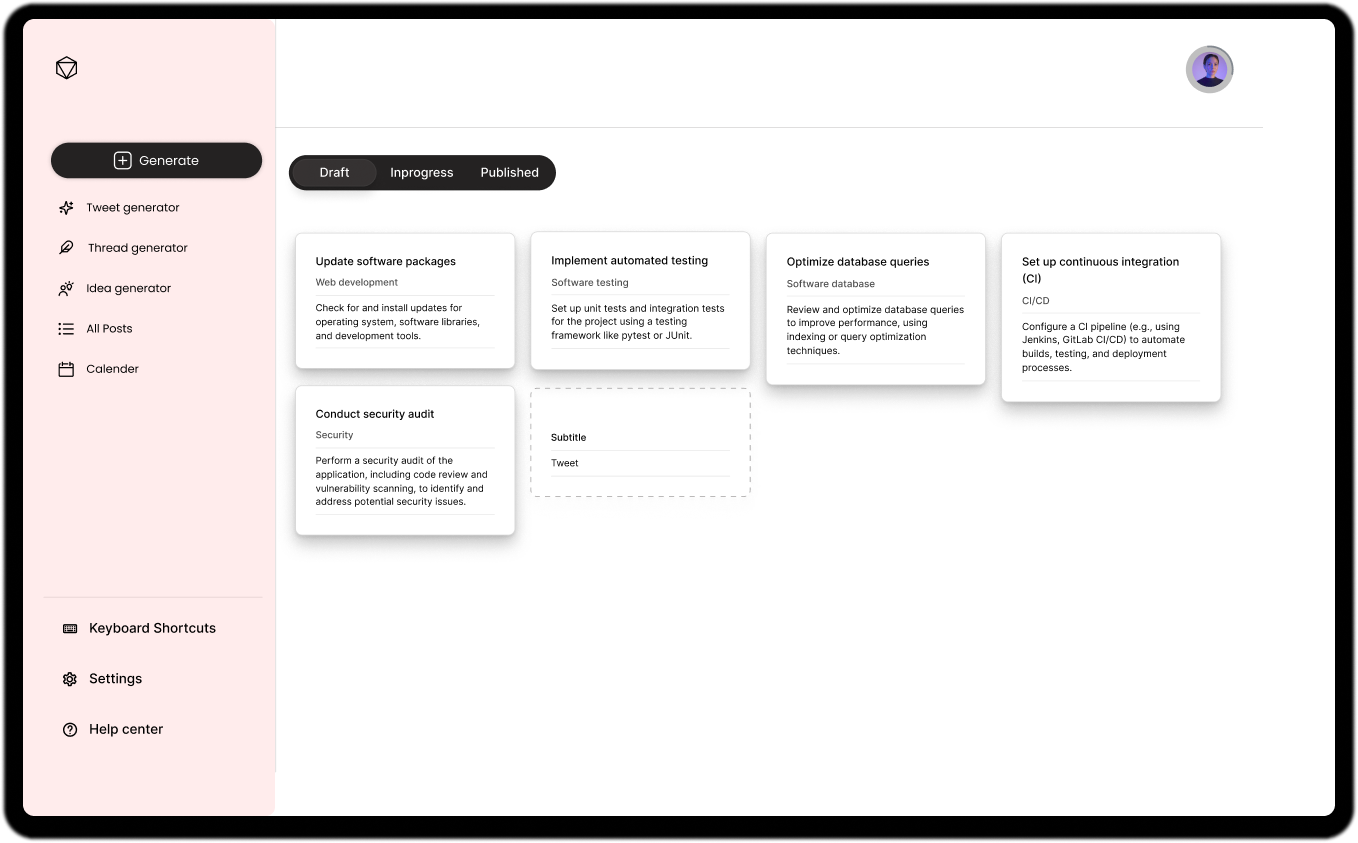 Generate
Tweet generator
Thread generator
Idea generator
All Posts
Calender
Keyboard Shortcuts
Settings
Help center
Draft
Inprogress
Published
Update software packages
Web development
Check for and install updates for
operating system, software libraries,
and development tools.
Implement automated testing
Software testing
Set up unit tests and integration tests
for the project using a testing
framework like pytest or JUnit.
Optimize database queries
Software database
Review and optimize database queries
to improve performance, using
indexing or query optimization
techniques.
Set up continuous integration
(CI)
CI/CD
Configure a CI pipeline (e.g., using
Jenkins, GitLab CI/CD) to automate
builds, testing, and deployment
processes.
Conduct security audit
Security
Perform a security audit of the
application, including code review and
vulnerability scanning, to identify and
address potential security issues.
Subtitle
Tweet